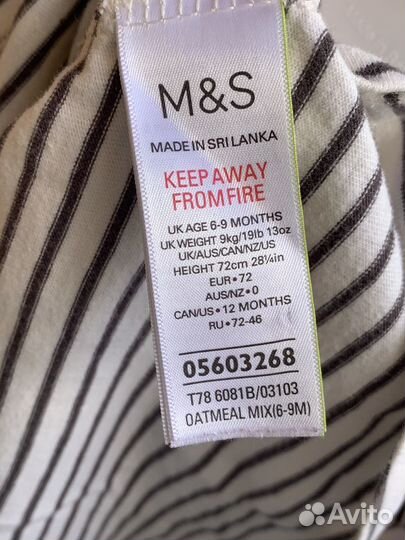 M&S
MADE IN SRI LANKA
KEEP AWAY
FROM FIRE
UK AGE 6-9 MONTHS
UK WEIGHT 9kg/19lb 13oz
UK/AUS/CAN/NZ/US
HEIGHT 72cm 28¼in
EUR•72
AUS/NZ•0
CAN/US•12 MONTHS
RU•72-46
05603268
T78 6081B/03103
OATMEAL MIX(6-9M)
Avito